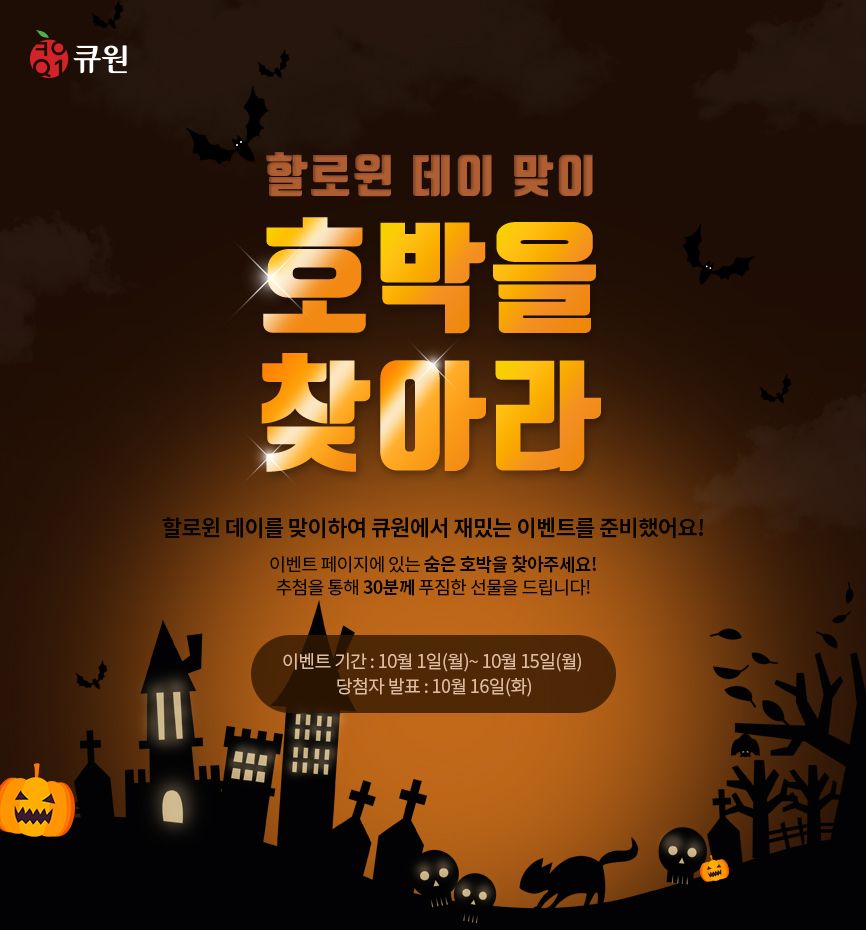 큐원
큐원
할로윈 데이 맞이
호박을
찾아라
할로윈 데이를 맞이하여 큐원에서 재밌는 이벤트를 준비했어요!
이벤트 페이지에 있는 숨은 호박을 찾아주세요!
추첨을 통해 30분께 푸짐한 선물을 드립니다!
이벤트 기간 : 10월 1일(월)~ 10월 15일(월)
당첨자 발표 : 10월 16일(화)